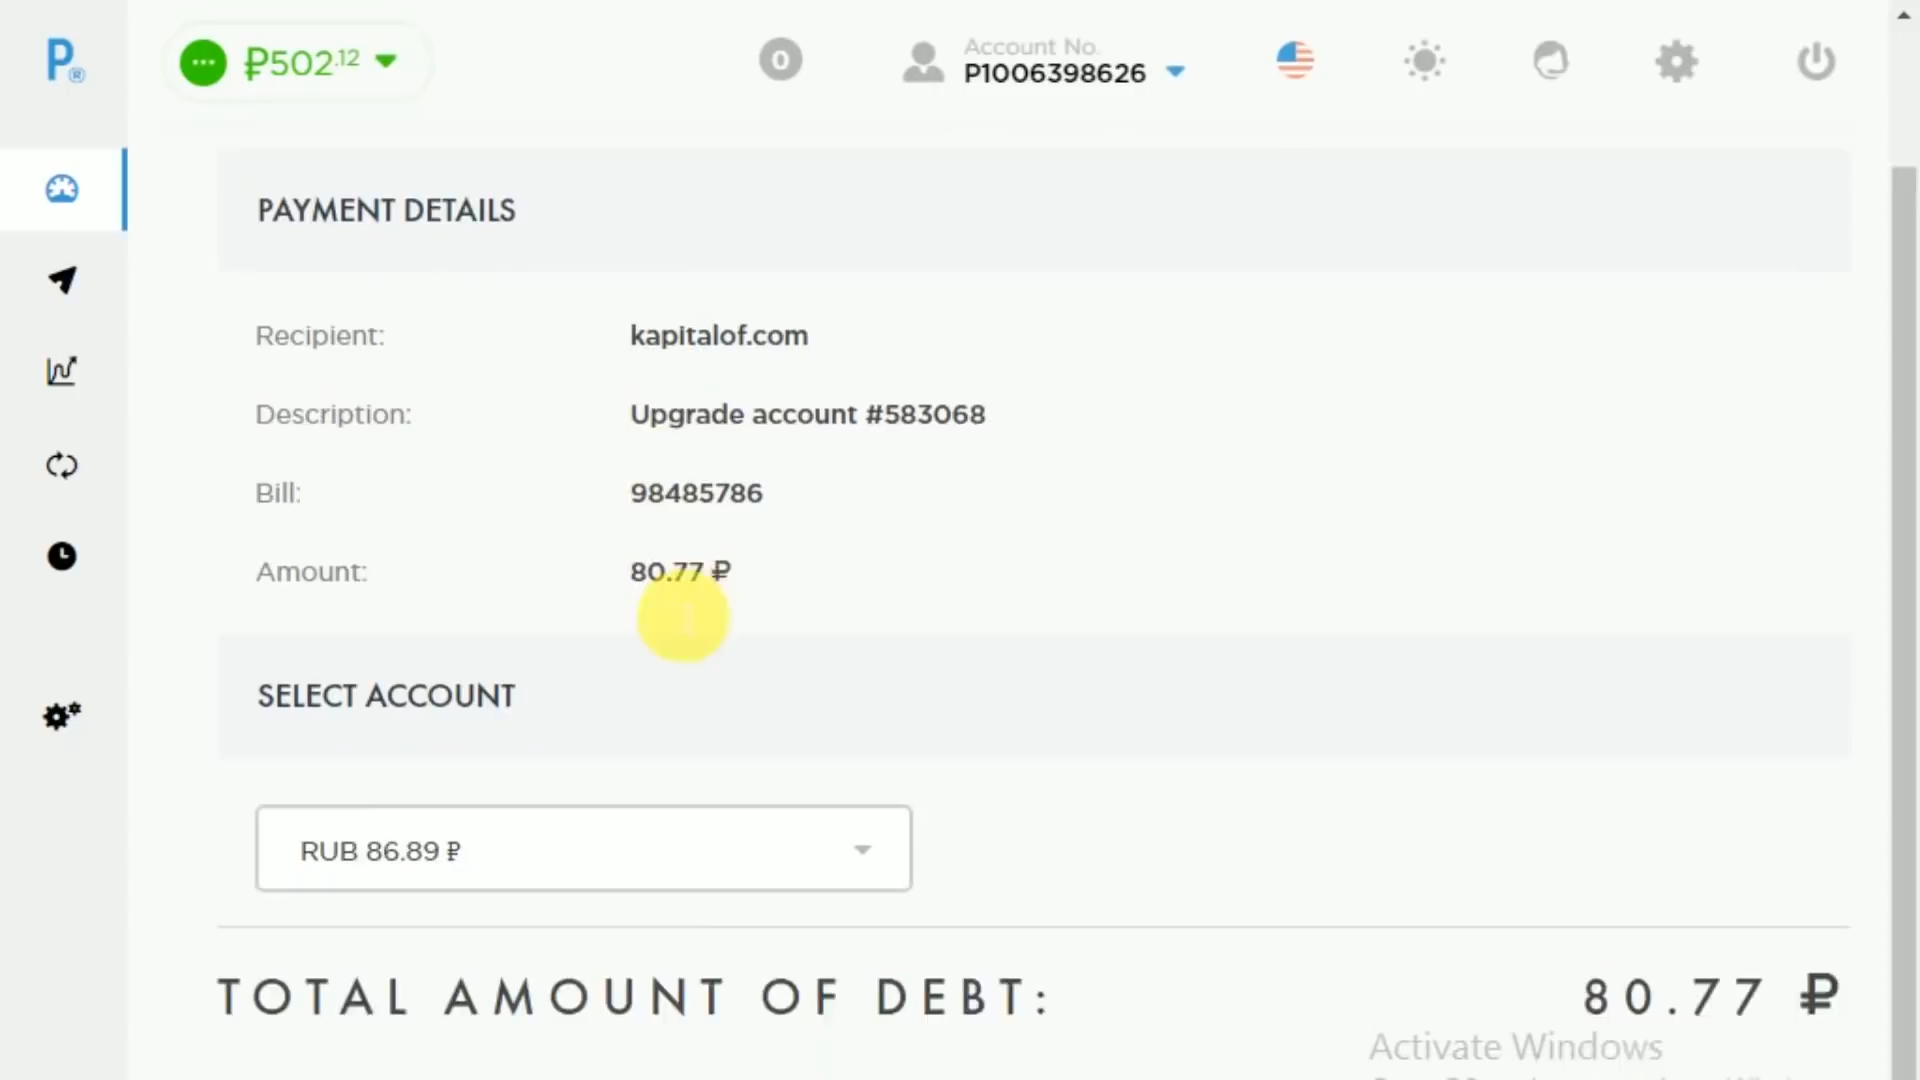 P®
₽502.12
0
Account No.
P1006398626
PAYMENT DETAILS
Recipient: kapitalof.com
Description: Upgrade account #583068
Bill: 98485786
Amount: 80.77 ₽
SELECT ACCOUNT
RUB 86.89 ₽
TOTAL AMOUNT OF DEBT: 80.77 ₽
Activate Windows